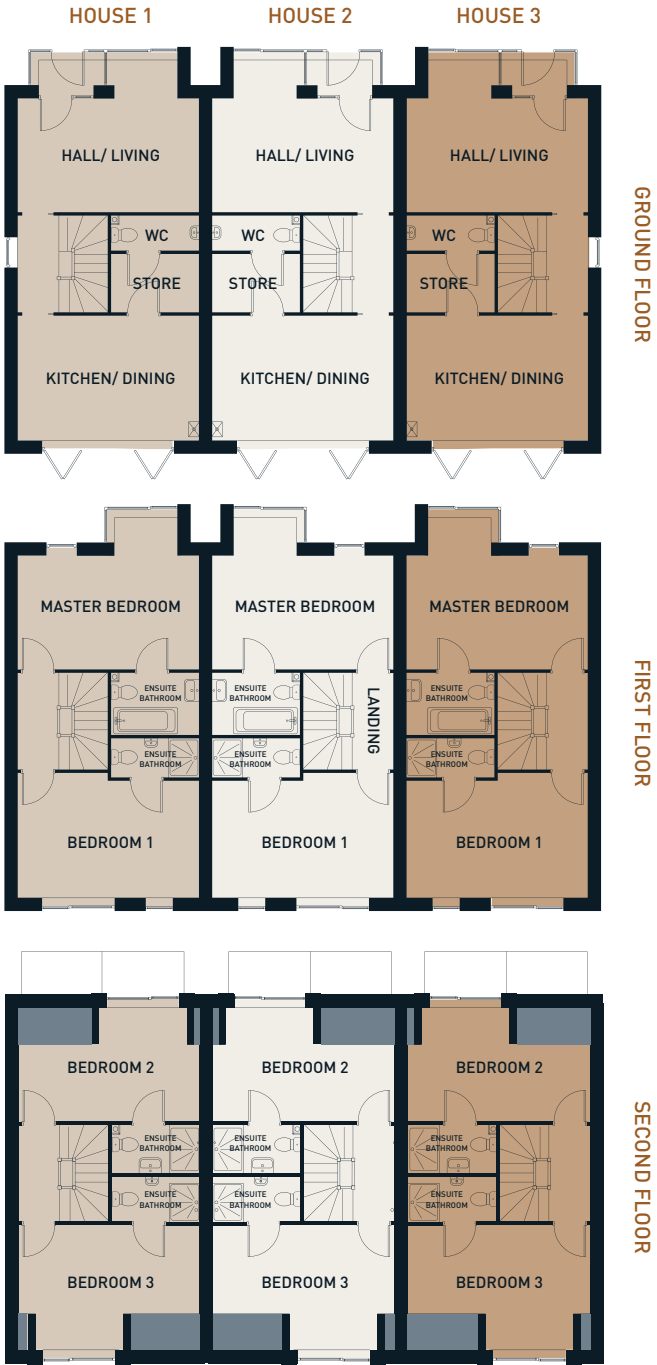 HOUSE 1
HOUSE 2
HOUSE 3
HALL/ LIVING
HALL/ LIVING
HALL/ LIVING
GROUND FLOOR
WC
WC
WC
STORE
STORE
STORE
KITCHEN/ DINING
KITCHEN/ DINING
KITCHEN/ DINING
MASTER BEDROOM
MASTER BEDROOM
MASTER BEDROOM
FIRST FLOOR
ENSUITE
BATHROOM
ENSUITE
BATHROOM
ENSUITE
BATHROOM
LANDING
ENSUITE
BATHROOM
ENSUITE
BATHROOM
ENSUITE
BATHROOM
BEDROOM 1
BEDROOM 1
BEDROOM 1
BEDROOM 2
BEDROOM 2
BEDROOM 2
SECOND FLOOR
ENSUITE
BATHROOM
ENSUITE
BATHROOM
ENSUITE
BATHROOM
ENSUITE
BATHROOM
ENSUITE
BATHROOM
ENSUITE
BATHROOM
BEDROOM 3
BEDROOM 3
BEDROOM 3